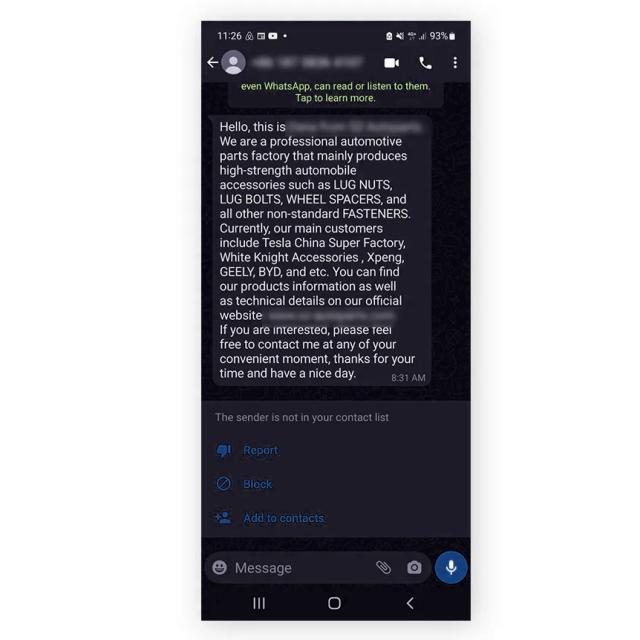 11:26
93%
even WhatsApp, can read or listen to them.
Tap to learn more.
Hello, this is
We are a professional automotive
parts factory that mainly produces
high-strength automobile
accessories such as LUG NUTS,
LUG BOLTS, WHEEL SPACERS, and
all other non-standard FASTENERS.
Currently, our main customers
include Tesla China Super Factory,
White Knight Accessories , Xpeng,
GEELY, BYD, and etc. You can find
our products information as well
as technical details on our official
website
If you are interested, please feel
free to contact me at any of your
convenient moment, thanks for your
time and have a nice day.
8:31 AM
The sender is not in your contact list
Report
Block
Add to contacts
Message